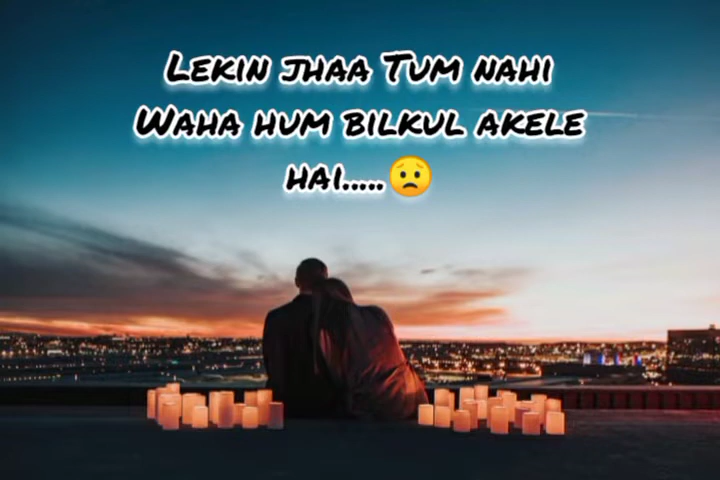 Lekin jhaa Tum nahi
Waha hum bilkul akele
hai.....😟